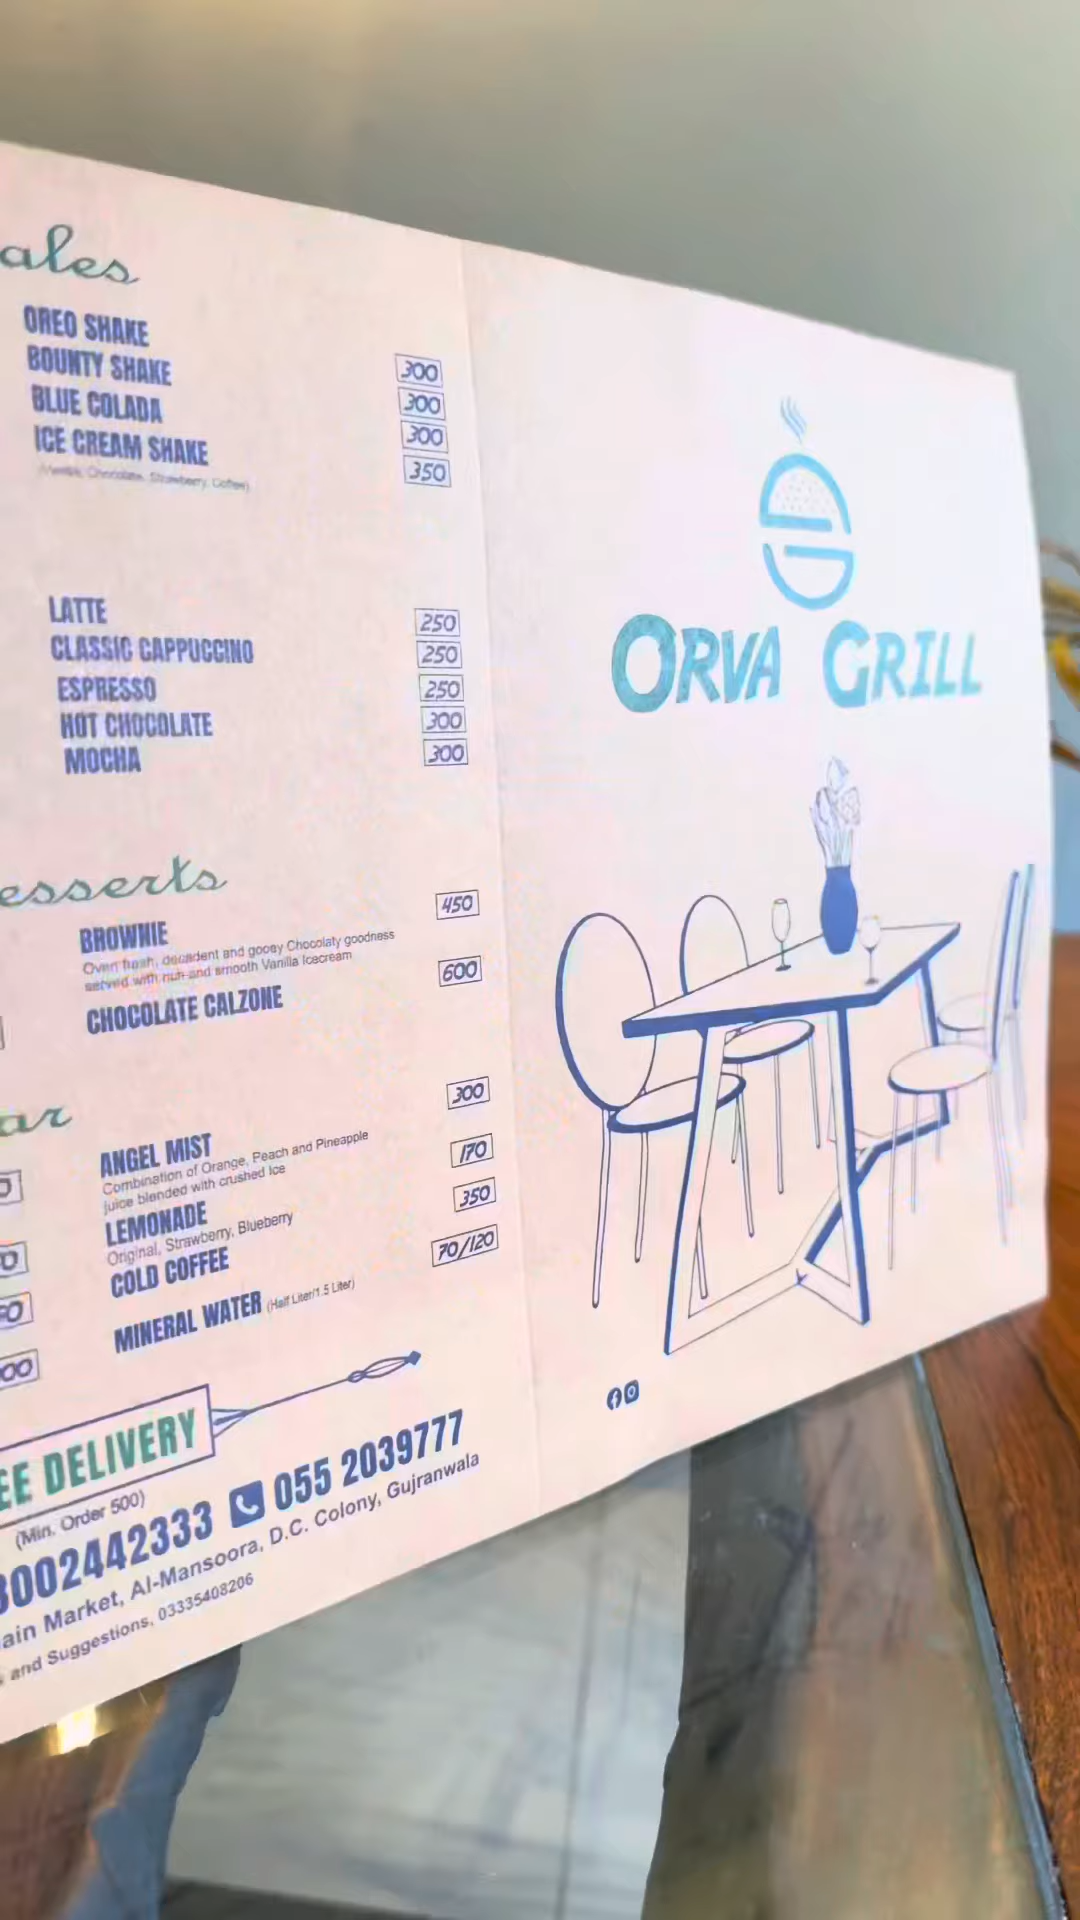 ales
OREO SHAKE
300
BOUNTY SHAKE
300
BLUE COLADA
300
ICE CREAM SHAKE
350
Chocolate, Strawberry, Coffee)
LATTE
250
CLASSIC CAPPUCCINO
250
ESPRESSO
250
HOT CHOCOLATE
300
MOCHA
300
esserts
BROWNIE
450
Oven fresh, decadent and gooey Chocolaty goodness
served with rich and smooth Vanilla Icecream
CHOCOLATE CALZONE
600
ar
ANGEL MIST
300
Combination of Orange, Peach and Pineapple
juice blended with crushed Ice
LEMONADE
170
Original, Strawberry, Blueberry
COLD COFFEE
350
MINERAL WATER (Half Liter/1.5 Liter)
70/120
EE DELIVERY
(Min. Order 500)
3002442333 055 2039777
ain Market, Al-Mansoora, D.C. Colony, Gujranwala
and Suggestions, 03335408206
ORVA GRILL